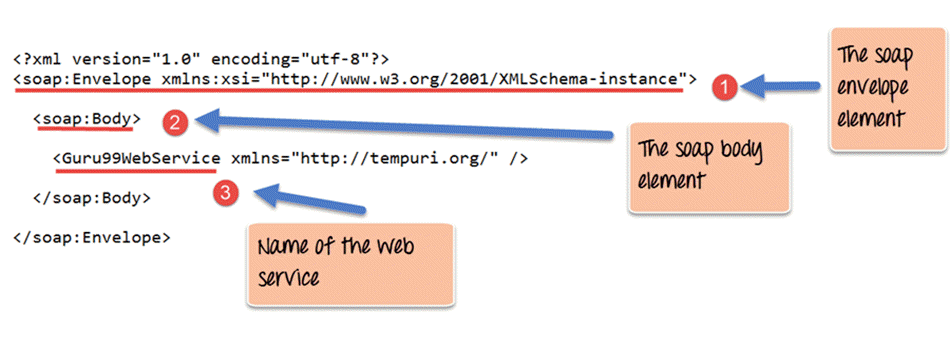 <?xml version="1.0" encoding="utf-8"?>
<soap:Envelope xmlns:xsi="http://www.w3.org/2001/XMLSchema-instance">
1
The soap
envelope
element
<soap:Body>
2
The soap body
element
<Guru99WebService xmlns="http://tempuri.org/" />
3
</soap:Body>
Name of the web
service
</soap:Envelope>